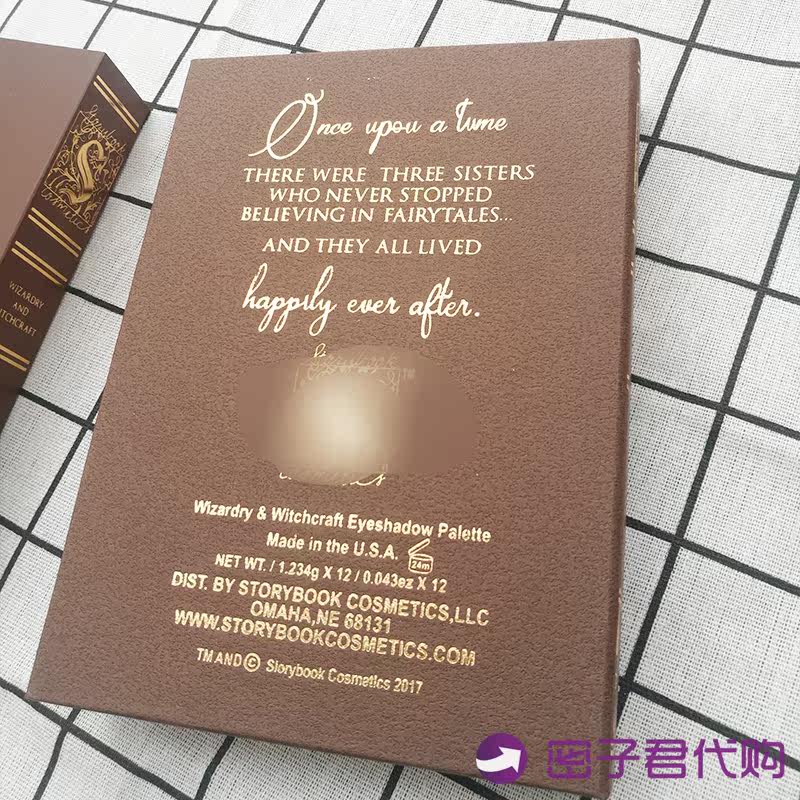 Once upon a time
THERE WERE THREE SISTERS
WHO NEVER STOPPED
BELIEVING IN FAIRYTALES...
AND THEY ALL LIVED
happily ever after.
Wizardry & Witchcraft Eyeshadow Palette
Made in the U.S.A.
24m
NET WT. / 1.234g X 12 / 0.043oz X 12
DIST. BY STORYBOOK COSMETICS,LLC
OMAHA,NE 68131
WWW.STORYBOOKCOSMETICS.COM
TM AND © Storybook Cosmetics 2017
Storybook
S
Cosmetics
WIZARDRY
AND
WITCHCRAFT
子君代购